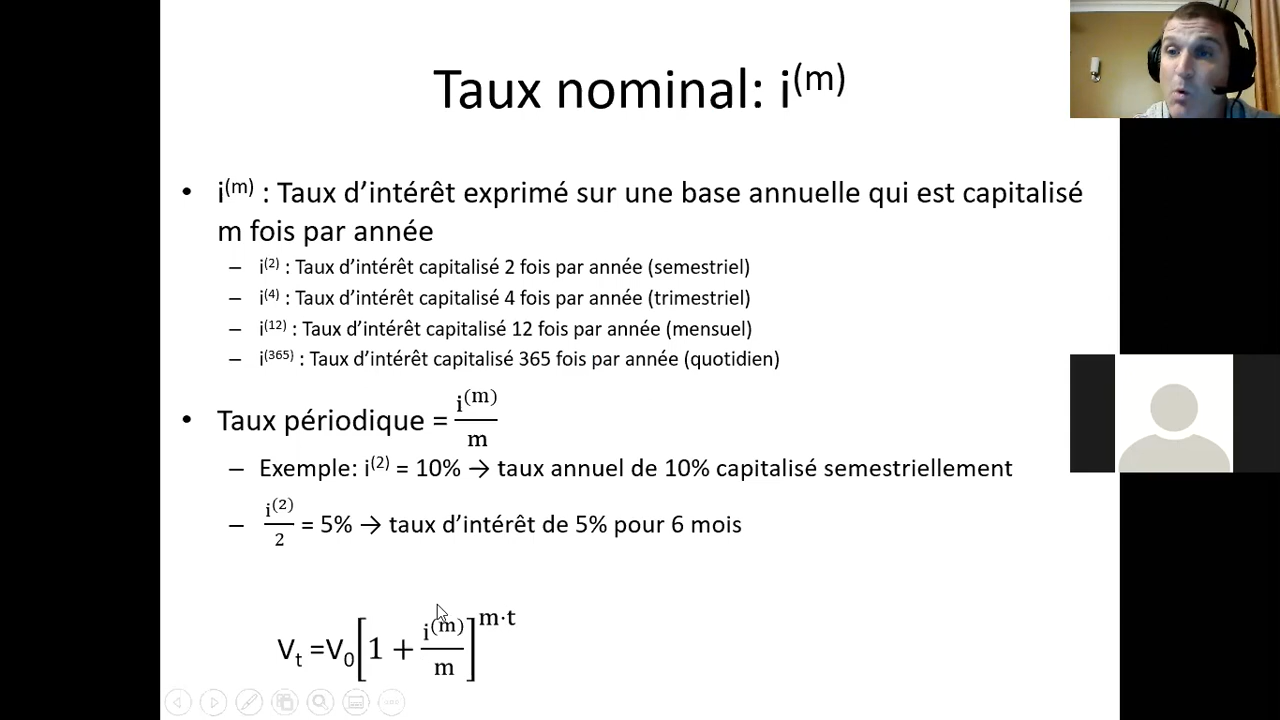 Taux nominal: i^(m)
• i^(m) : Taux d’intérêt exprimé sur une base annuelle qui est capitalisé
m fois par année
– i^(2) : Taux d’intérêt capitalisé 2 fois par année (semestriel)
– i^(4) : Taux d’intérêt capitalisé 4 fois par année (trimestriel)
– i^(12) : Taux d’intérêt capitalisé 12 fois par année (mensuel)
– i^(365) : Taux d’intérêt capitalisé 365 fois par année (quotidien)
• Taux périodique = i^(m)/m
– Exemple: i^(2) = 10% → taux annuel de 10% capitalisé semestriellement
– i^(2)/2 = 5% → taux d’intérêt de 5% pour 6 mois
V_t =V_0[1 + i^(m)/m]^m·t